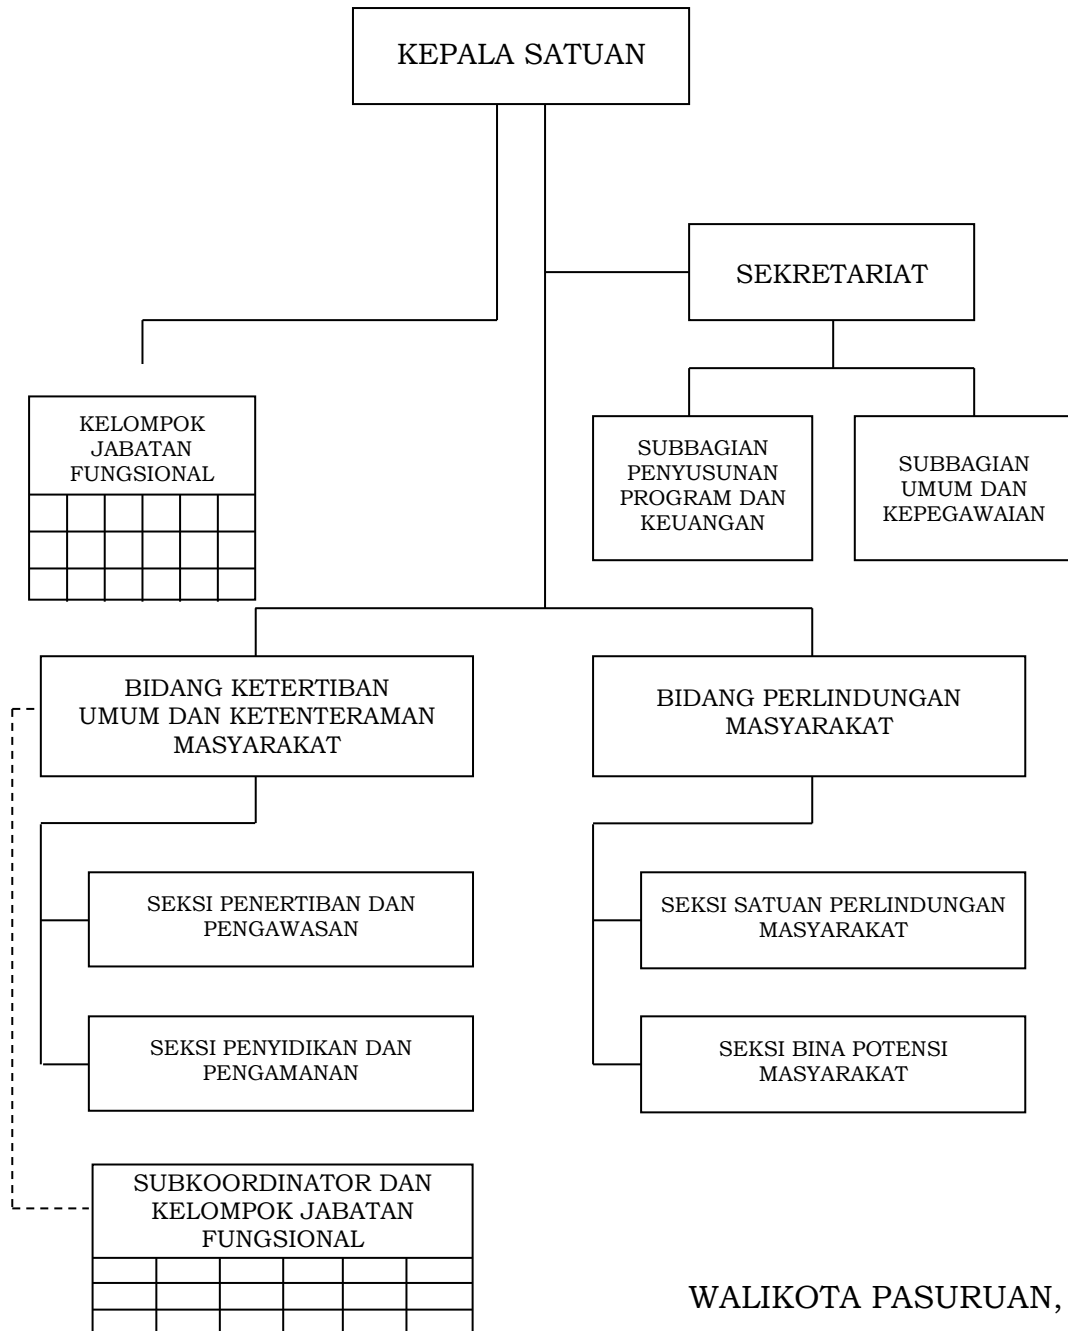 KEPALA SATUAN
SEKRETARIAT
KELOMPOK
JABATAN
FUNGSIONAL
SUBBAGIAN
PENYUSUNAN
PROGRAM DAN
KEUANGAN
SUBBAGIAN
UMUM DAN
KEPEGAWAIAN
BIDANG KETERTIBAN
UMUM DAN KETENTERAMAN
MASYARAKAT
BIDANG PERLINDUNGAN
MASYARAKAT
SEKSI PENERTIBAN DAN
PENGAWASAN
SEKSI SATUAN PERLINDUNGAN
MASYARAKAT
SEKSI PENYIDIKAN DAN
PENGAMANAN
SEKSI BINA POTENSI
MASYARAKAT
SUBKOORDINATOR DAN
KELOMPOK JABATAN
FUNGSIONAL
WALIKOTA PASURUAN,